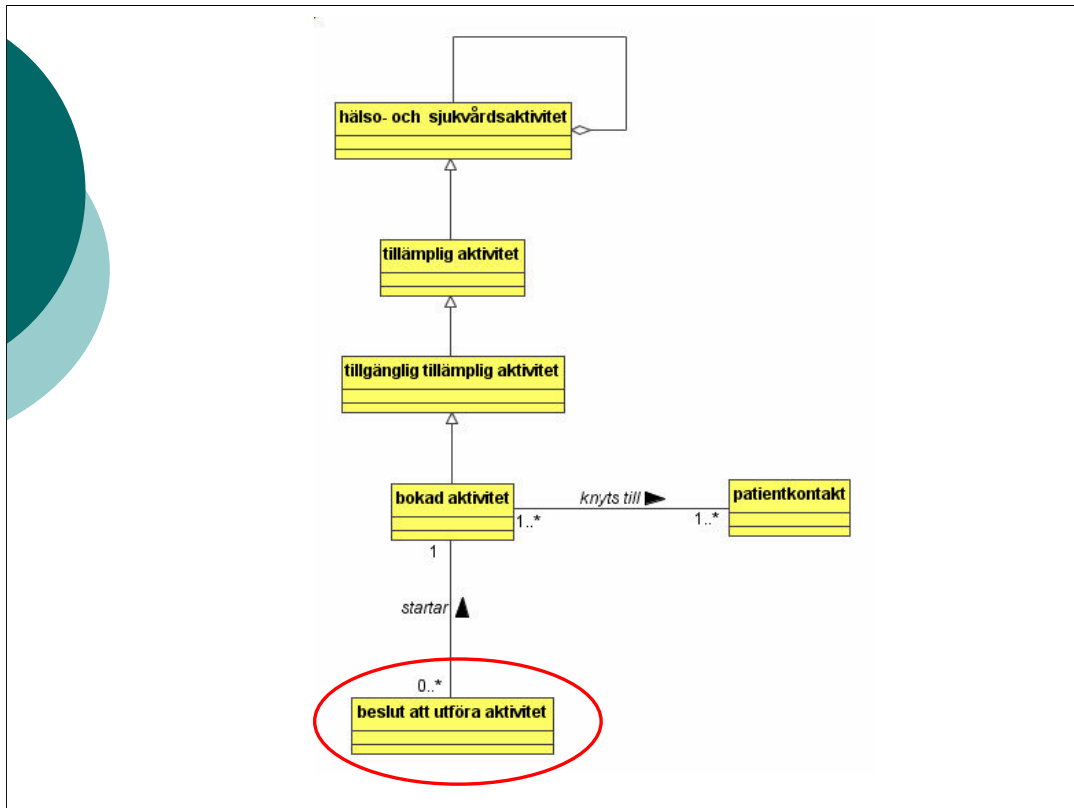 hälso- och sjukvårdsaktivitet
tillämplig aktivitet
tillgänglig tillämplig aktivitet
bokad aktivitet
knyts till
patientkontakt
1..*
1..*
1
startar
0..*
beslut att utföra aktivitet